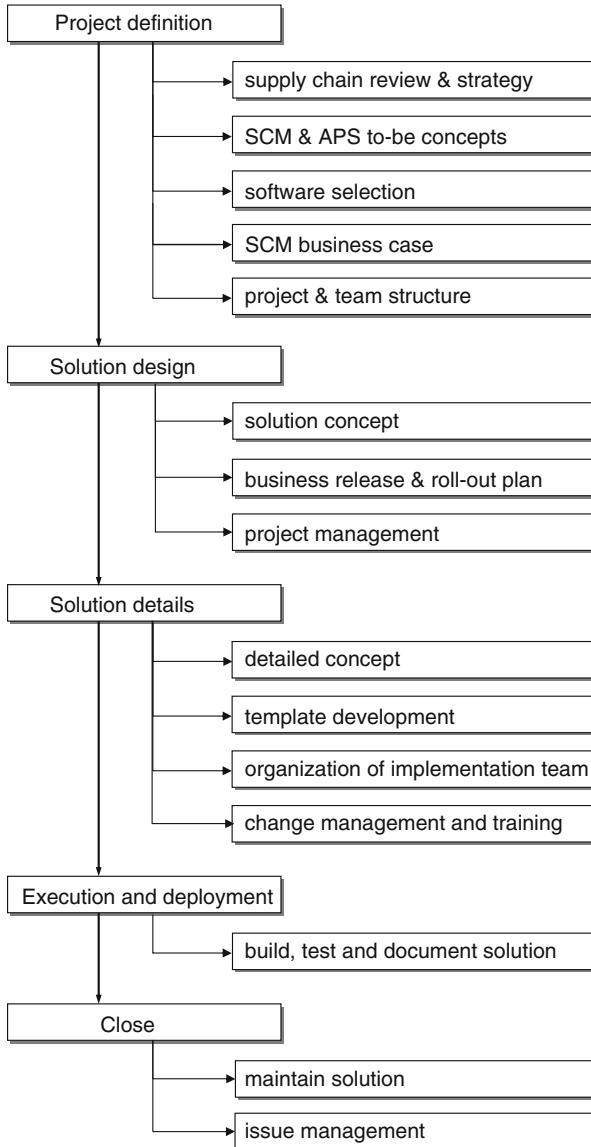 Project definition
supply chain review & strategy
SCM & APS to-be concepts
software selection
SCM business case
project & team structure
Solution design
solution concept
business release & roll-out plan
project management
Solution details
detailed concept
template development
organization of implementation team
change management and training
Execution and deployment
build, test and document solution
Close
maintain solution
issue management